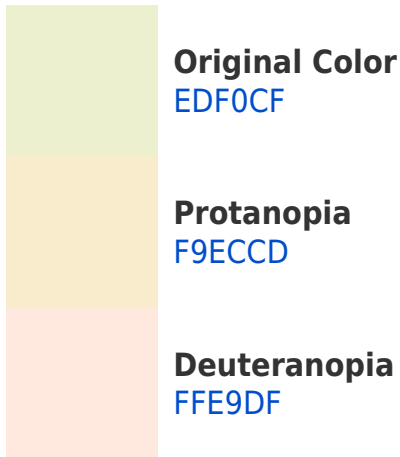 Original Color
EDF0CF
Protanopia
F9ECCD
Deuteranopia
FFE9DF